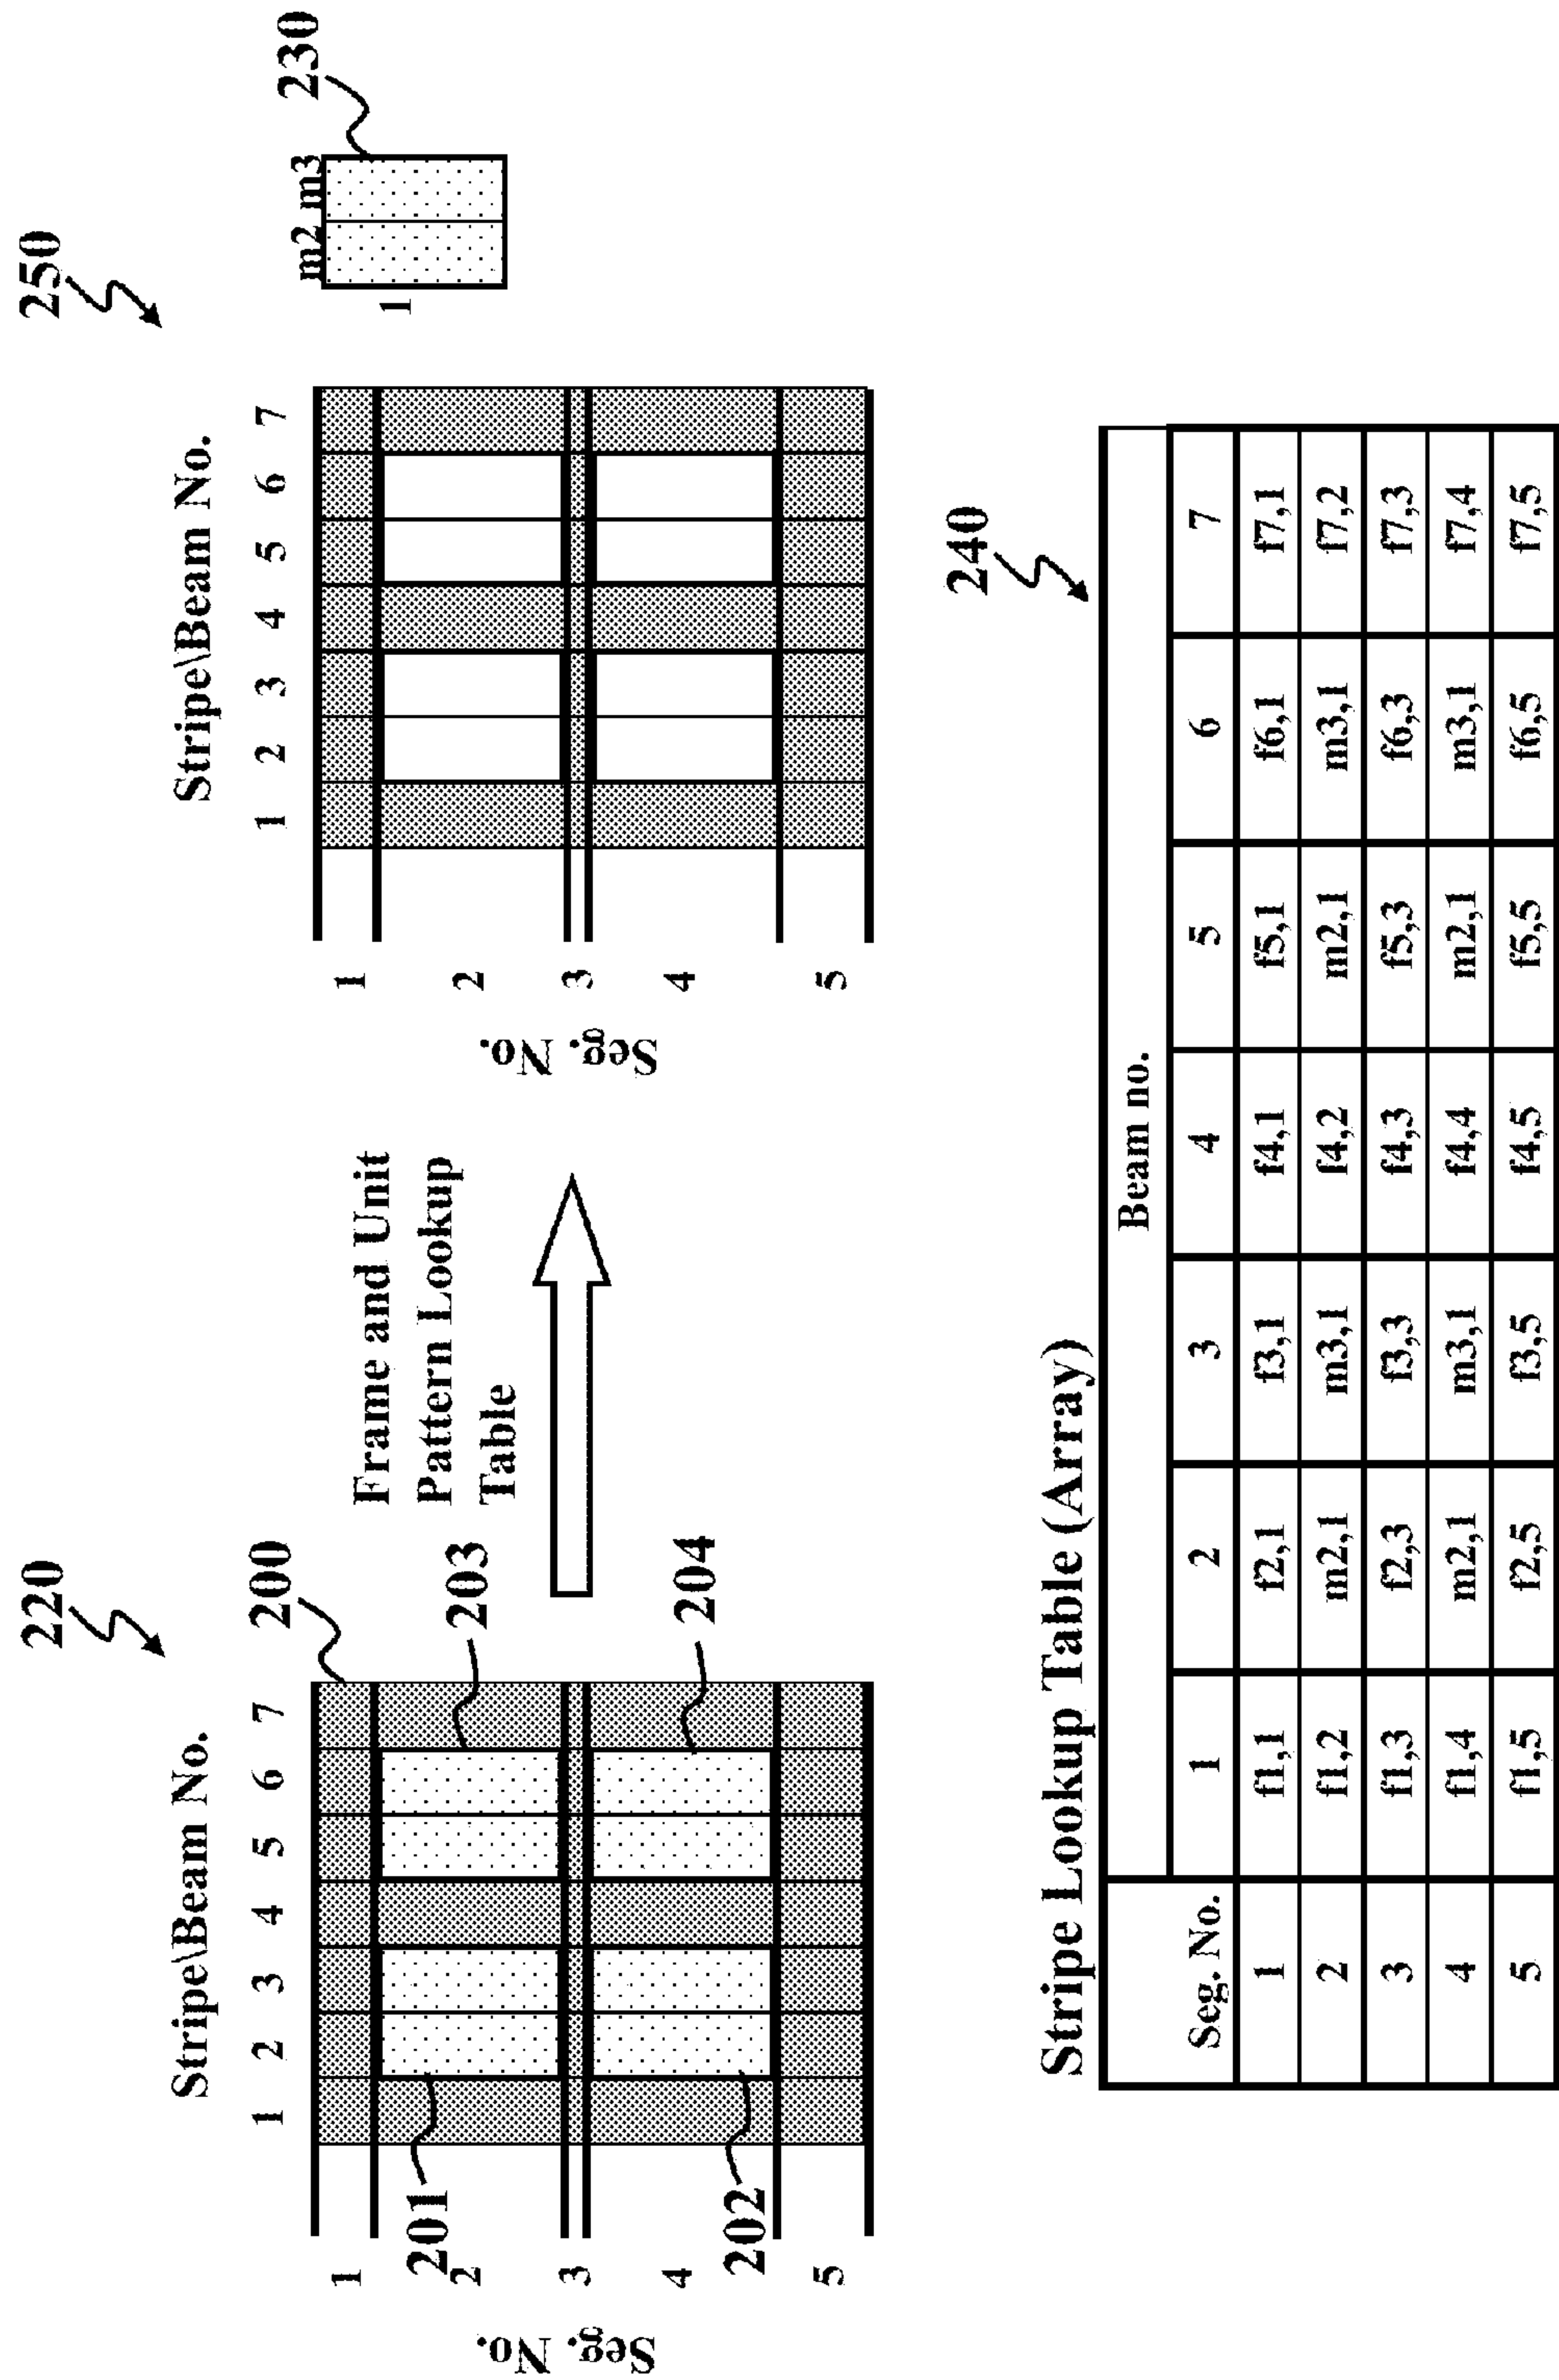 220
Stripe\Beam No.
1 2 3 4 5 6 7
200
Seg. No.
1
2
3
4
5
201
202
203
204
Frame and Unit
Pattern Lookup
Table
250
Stripe\Beam No.
1 2 3 4 5 6 7
Seg. No.
1
2
3
4
5
m2 m3
1
230
Stripe Lookup Table (Array)
240
Beam no.
Seg. No. 1 2 3 4 5 6 7
1 f1,1 f2,1 f3,1 f4,1 f5,1 f6,1 f7,1
2 f1,2 m2,1 m3,1 f4,2 m2,1 m3,1 f7,2
3 f1,3 f2,3 f3,3 f4,3 f5,3 f6,3 f7,3
4 f1,4 m2,1 m3,1 f4,4 m2,1 m3,1 f7,4
5 f1,5 f2,5 f3,5 f4,5 f5,5 f6,5 f7,5